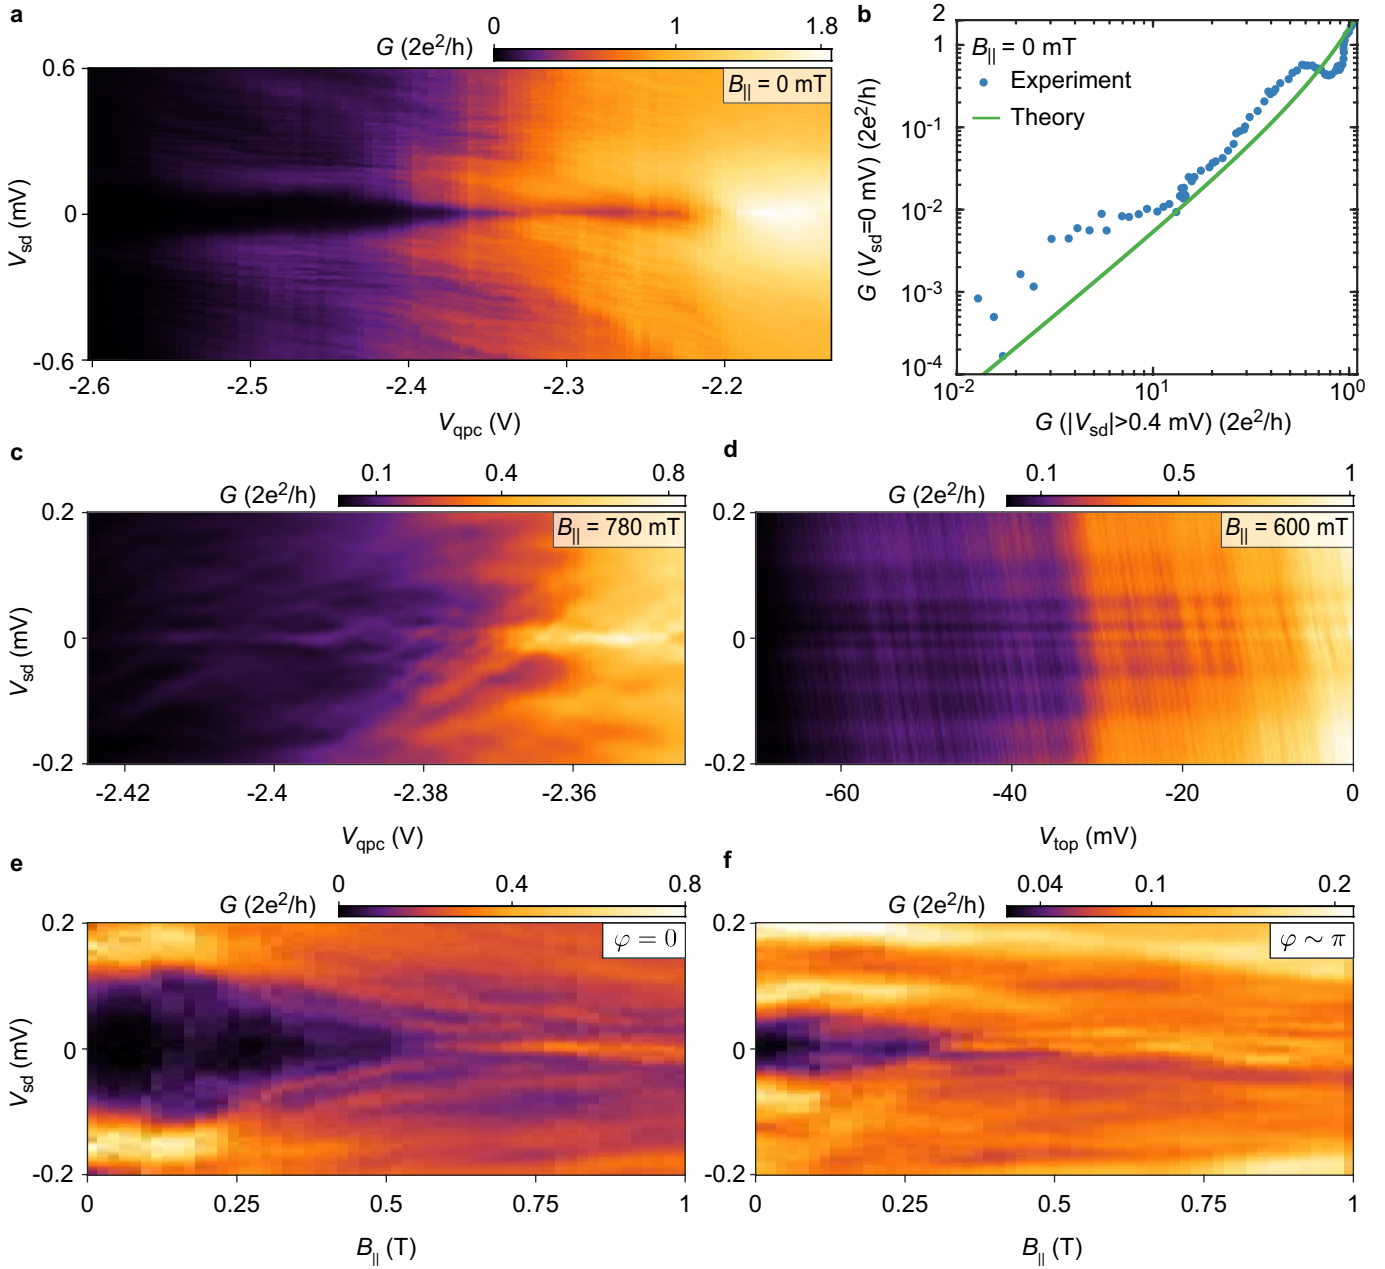 a
G (2e²/h)
0 1 1.8
B|| = 0 mT
0.6
0
-0.6
Vsd (mV)
-2.6 -2.5 -2.4 -2.3 -2.2
Vqpc (V)
b
B|| = 0 mT
Experiment
Theory
2
1
10⁻¹
10⁻²
10⁻³
10⁻⁴
G (Vsd=0 mV) (2e²/h)
10⁻² 10¹ 10⁰
G (|Vsd|>0.4 mV) (2e²/h)
c
G (2e²/h)
0.1 0.4 0.8
B|| = 780 mT
0.2
0
-0.2
Vsd (mV)
-2.42 -2.4 -2.38 -2.36
Vqpc (V)
d
G (2e²/h)
0.1 0.5 1
B|| = 600 mT
0.2
0
-0.2
-60 -40 -20 0
Vtop (mV)
e
G (2e²/h)
0 0.4 0.8
φ = 0
0.2
0
-0.2
Vsd (mV)
0 0.25 0.5 0.75 1
B|| (T)
f
G (2e²/h)
0.04 0.1 0.2
φ ∼ π
0.2
0
-0.2
0 0.25 0.5 0.75 1
B|| (T)